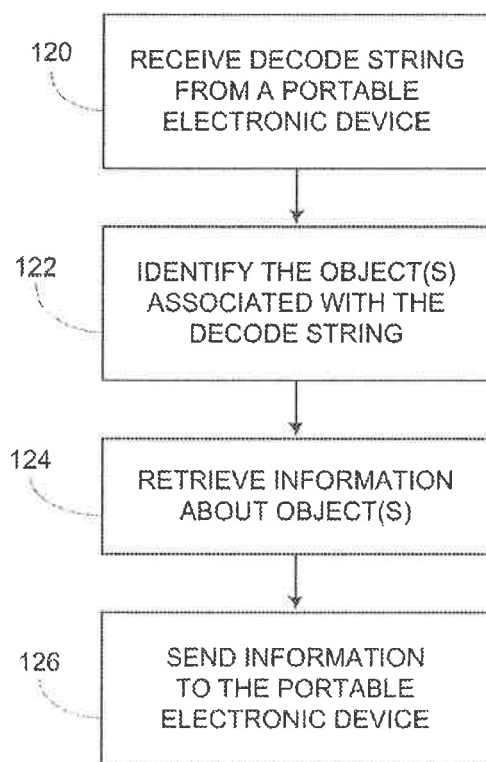 120
RECEIVE DECODE STRING
FROM A PORTABLE
ELECTRONIC DEVICE
122
IDENTIFY THE OBJECT(S)
ASSOCIATED WITH THE
DECODE STRING
124
RETRIEVE INFORMATION
ABOUT OBJECT(S)
126
SEND INFORMATION
TO THE PORTABLE
ELECTRONIC DEVICE